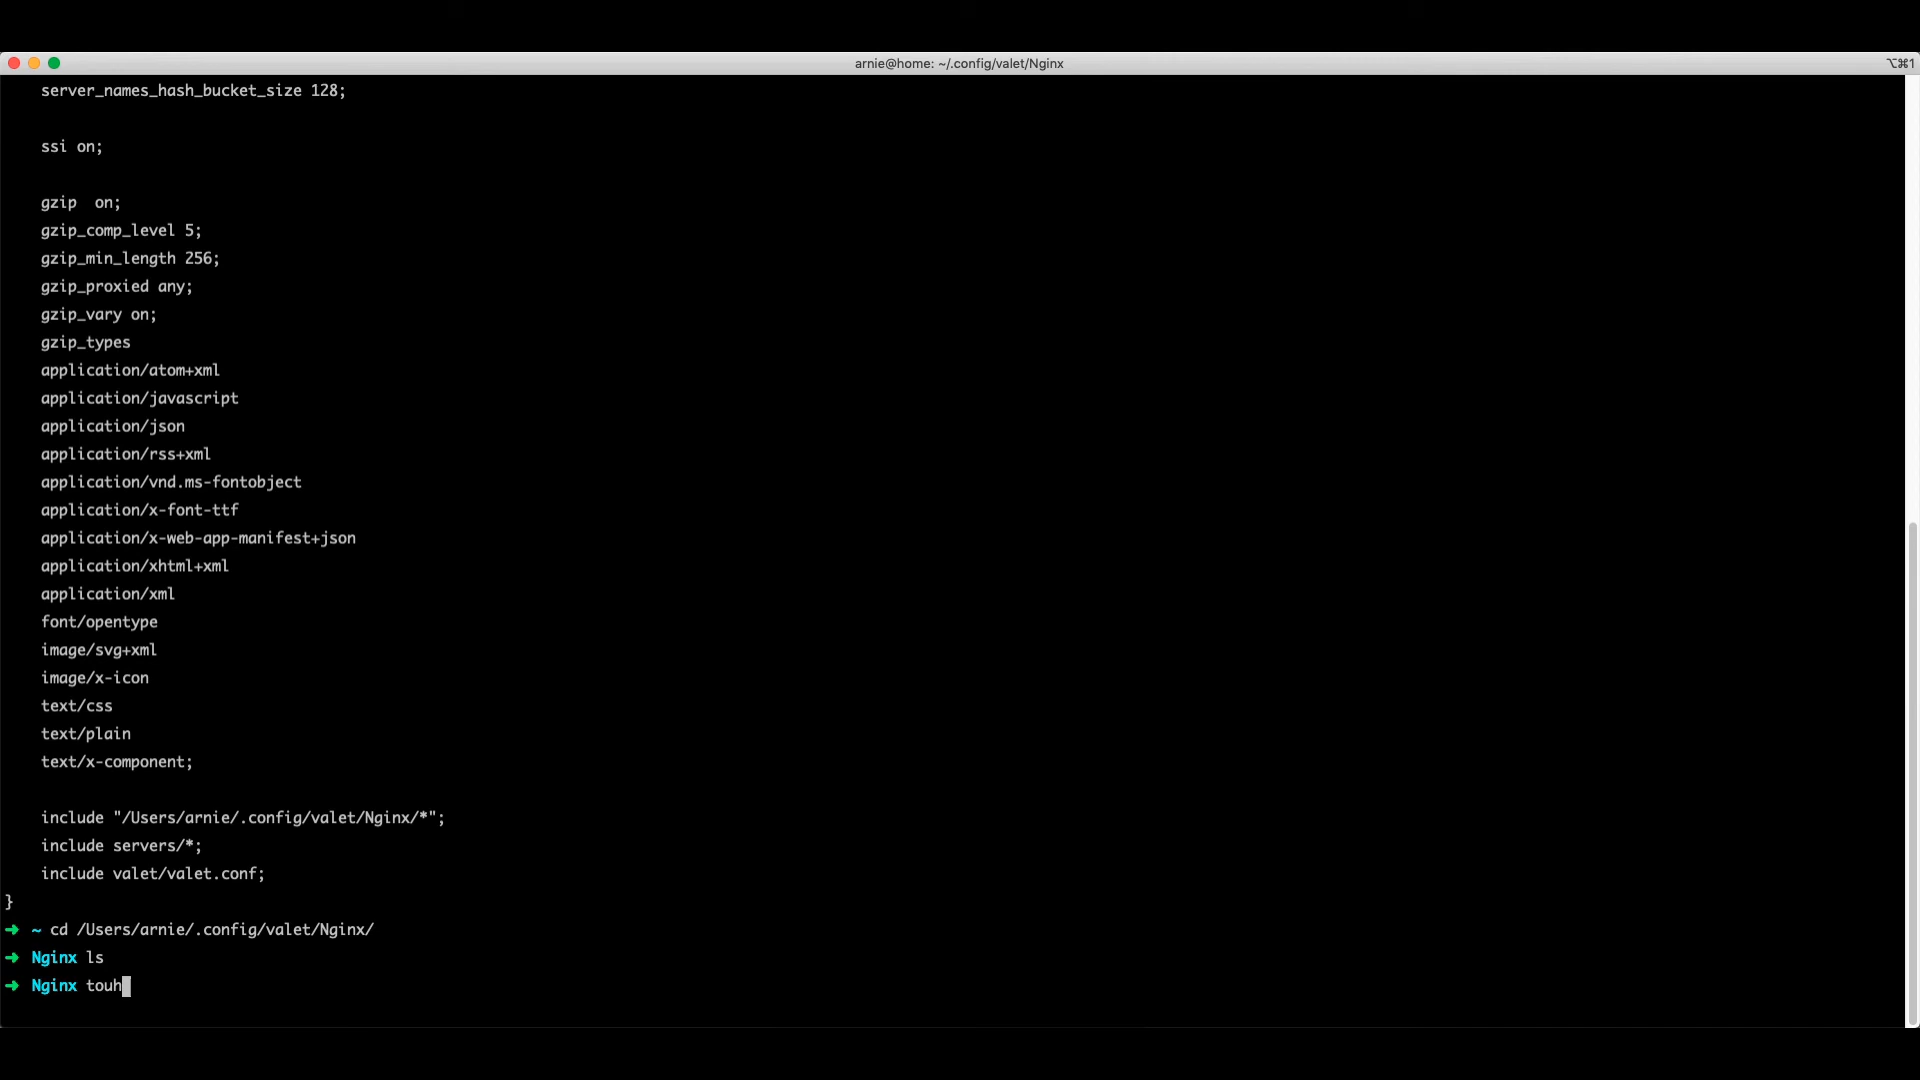 arnie@home: ~/.config/valet/Nginx
⌥⌘1
server_names_hash_bucket_size 128;
ssi on;
gzip  on;
gzip_comp_level 5;
gzip_min_length 256;
gzip_proxied any;
gzip_vary on;
gzip_types
application/atom+xml
application/javascript
application/json
application/rss+xml
application/vnd.ms-fontobject
application/x-font-ttf
application/x-web-app-manifest+json
application/xhtml+xml
application/xml
font/opentype
image/svg+xml
image/x-icon
text/css
text/plain
text/x-component;
include "/Users/arnie/.config/valet/Nginx/*";
include servers/*;
include valet/valet.conf;
}
➜ ~ cd /Users/arnie/.config/valet/Nginx/
➜ Nginx ls
➜ Nginx touh